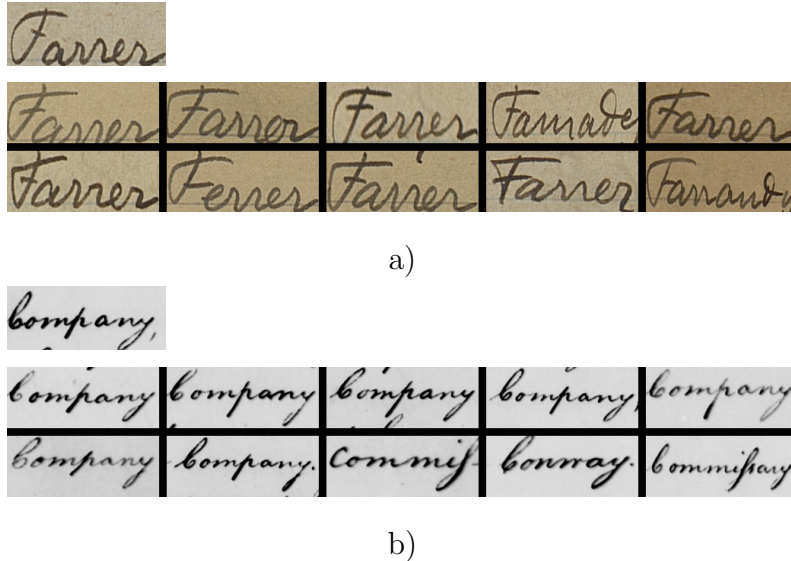 Farrer
Farrer Farrer Farrer Farrer
Farrer Ferrer Farrer Farrer
a)
Company,
Company Company Company Company, Company
Company Company. Commis- Conway. Commissary
b)